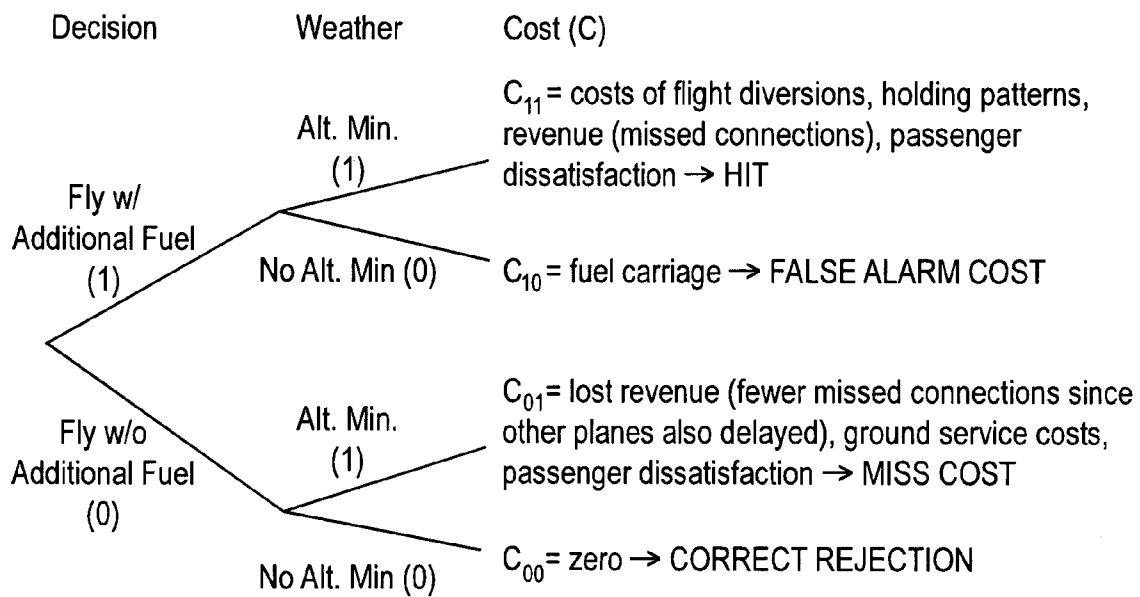 Decision Weather Cost (C)
C₁₁ = costs of flight diversions, holding patterns,
revenue (missed connections), passenger
dissatisfaction → HIT
Alt. Min.
(1)
Fly w/
Additional Fuel
(1)
No Alt. Min (0)
C₁₀ = fuel carriage → FALSE ALARM COST
C₀₁ = lost revenue (fewer missed connections since
other planes also delayed), ground service costs,
passenger dissatisfaction → MISS COST
Alt. Min.
(1)
Fly w/o
Additional Fuel
(0)
No Alt. Min (0)
C₀₀ = zero → CORRECT REJECTION